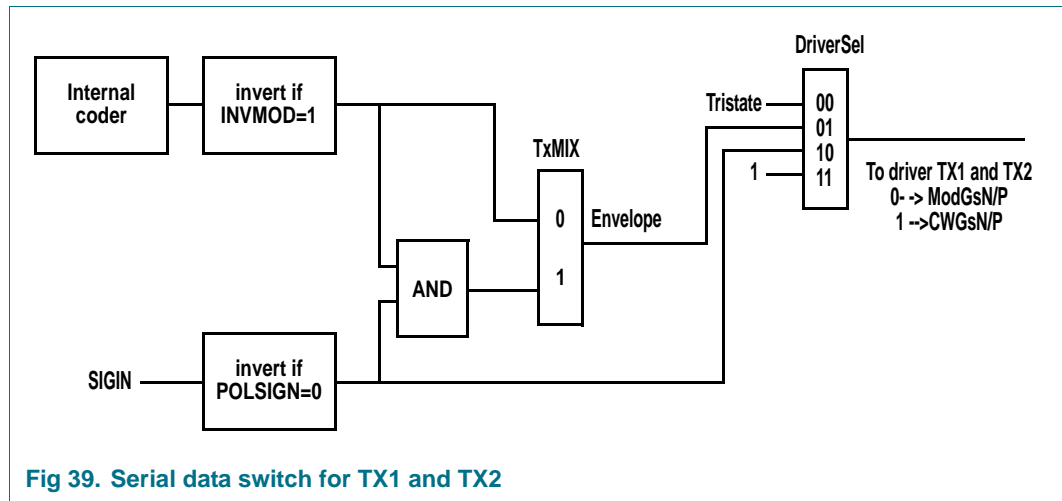 DriverSel
Internal
coder
invert if
INVMOD=1
Tristate
00
01
10
11
TxMIX
1
To driver TX1 and TX2
0- -> ModGsN/P
1 -->CWGsN/P
0
Envelope
1
AND
SIGIN
invert if
POLSIGN=0
Fig 39. Serial data switch for TX1 and TX2